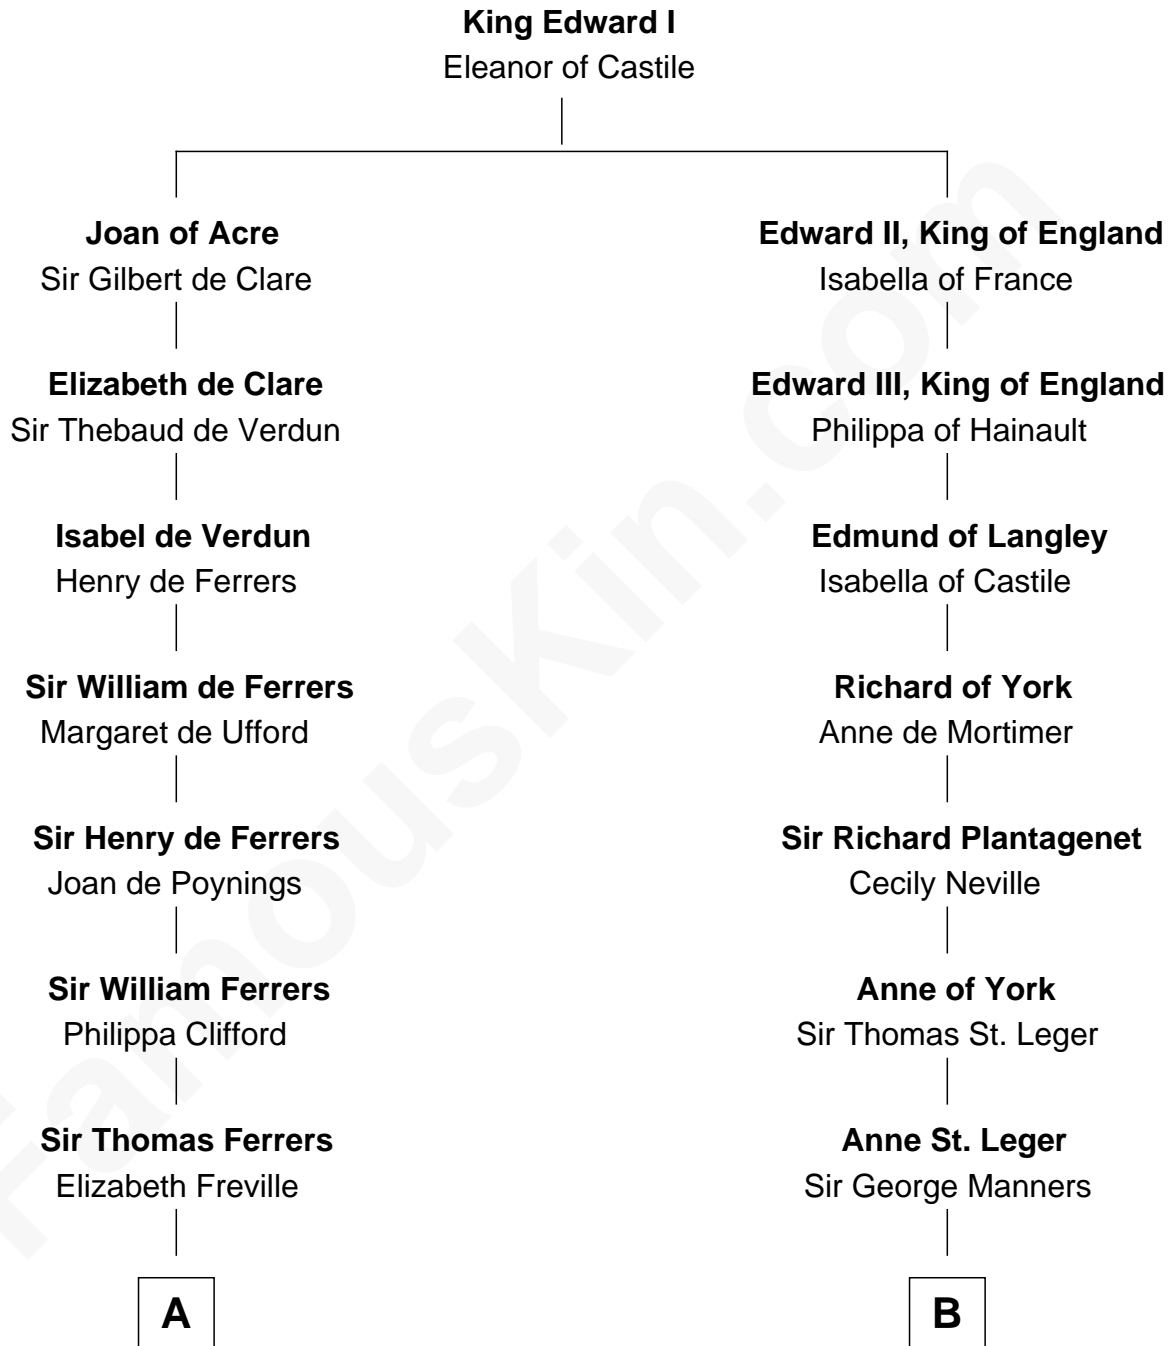 King Edward I
Eleanor of Castile
Joan of Acre
Sir Gilbert de Clare
Elizabeth de Clare
Sir Thebaud de Verdun
Isabel de Verdun
Henry de Ferrers
Sir William de Ferrers
Margaret de Ufford
Sir Henry de Ferrers
Joan de Poynings
Sir William Ferrers
Philippa Clifford
Sir Thomas Ferrers
Elizabeth Freville
A
Edward II, King of England
Isabella of France
Edward III, King of England
Philippa of Hainault
Edmund of Langley
Isabella of Castile
Richard of York
Anne de Mortimer
Sir Richard Plantagenet
Cecily Neville
Anne of York
Sir Thomas St. Leger
Anne St. Leger
Sir George Manners
B
FamousKin.com